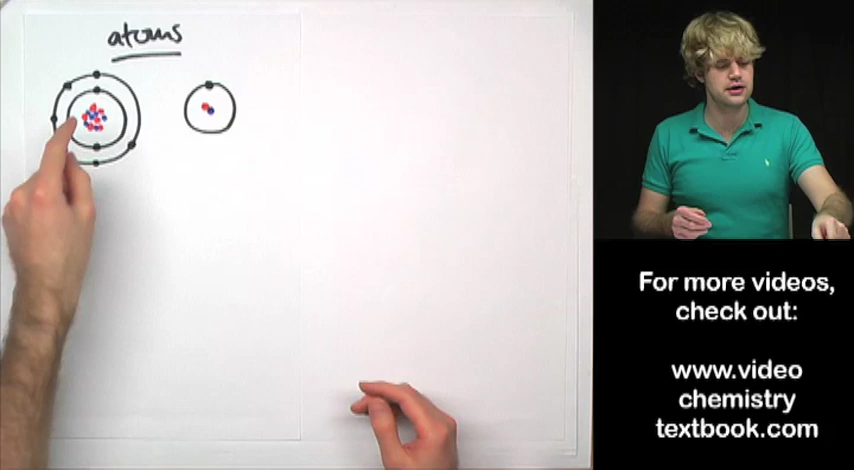 atoms
For more videos,
check out:
www.video
chemistry
textbook.com